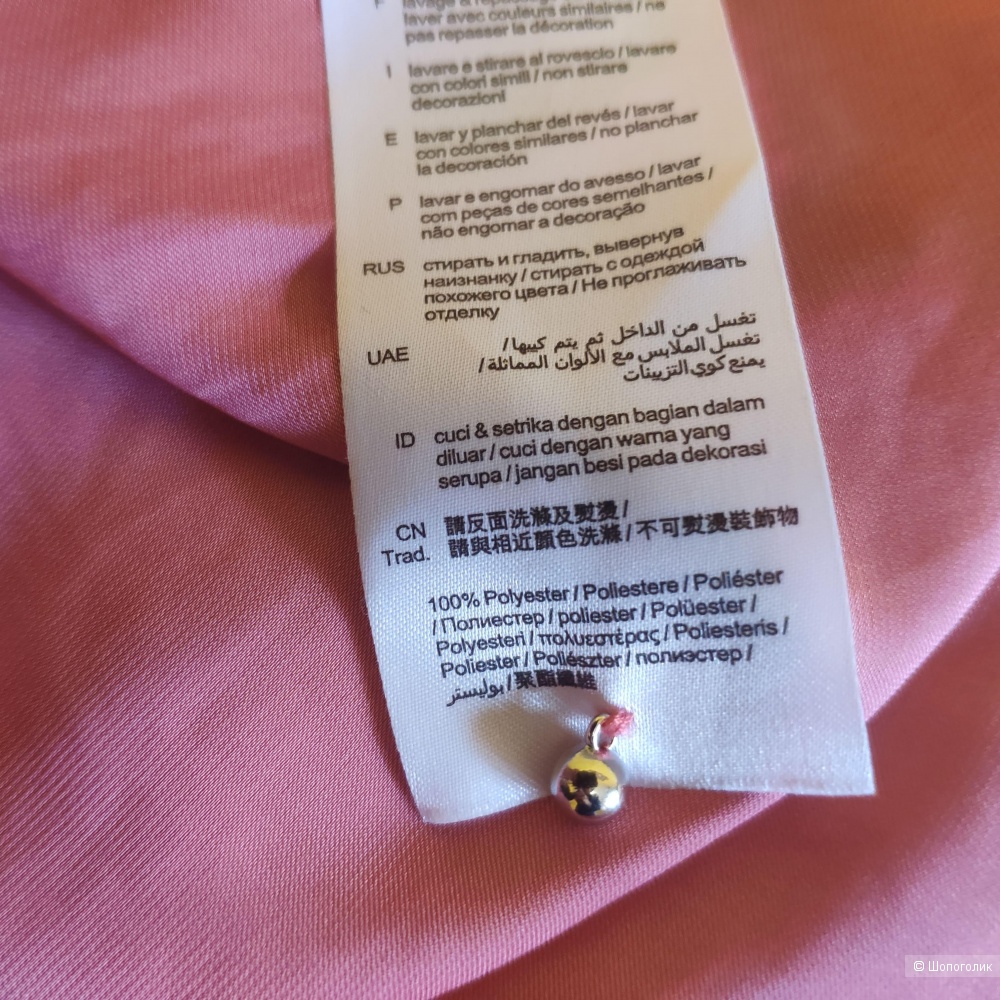 F lavage & repassage
laver avec couleurs similaires / ne
pas repasser la décoration
I lavare e stirare al rovescio / lavare
con colori simili / non stirare
decorazioni
E lavar y planchar del revés / lavar
con colores similares / no planchar
la decoración
P lavar e engomar do avesso / lavar
com peças de cores semelhantes /
não engomar a decoração
RUS стирать и гладить, вывернув
наизнанку / стирать с одеждой
похожего цвета / Не проглаживать
отделку
UAE تغسل من الداخل ثم يتم كييها /
تغسل الملابس مع الألوان المماثلة /
يمنع كوي التزيينات
ID cuci & setrika dengan bagian dalam
diluar / cuci dengan warna yang
serupa / jangan besi pada dekorasi
CN 請反面洗滌及熨燙 /
Trad. 請與相近顏色洗滌 / 不可熨燙裝飾物
100% Polyester / Poliestere / Poliéster
/ Полиестер / poliester / Polüester /
Polyesteri / πολυεστέρας / Poliesteris /
Poliester / Poliészter / полиэстер /
بوليستر / 聚酯纖維
© Шопоголик